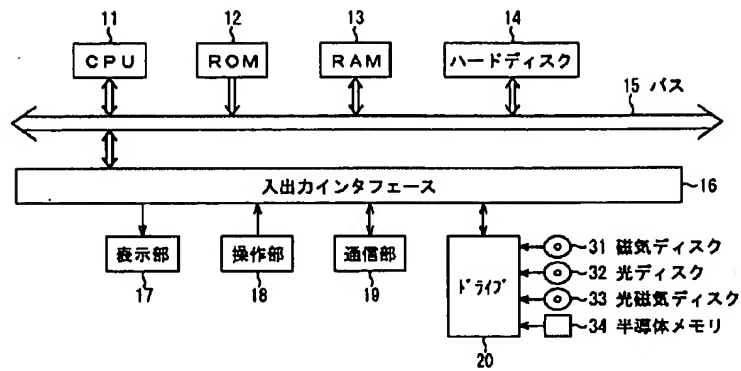 11
12
13
14
CPU
ROM
RAM
ハードディスク
15 バス
入出力インタフェース
16
表示部
操作部
通信部
ドライブ
17
18
19
20
31 磁気ディスク
32 光ディスク
33 光磁気ディスク
34 半導体メモリ